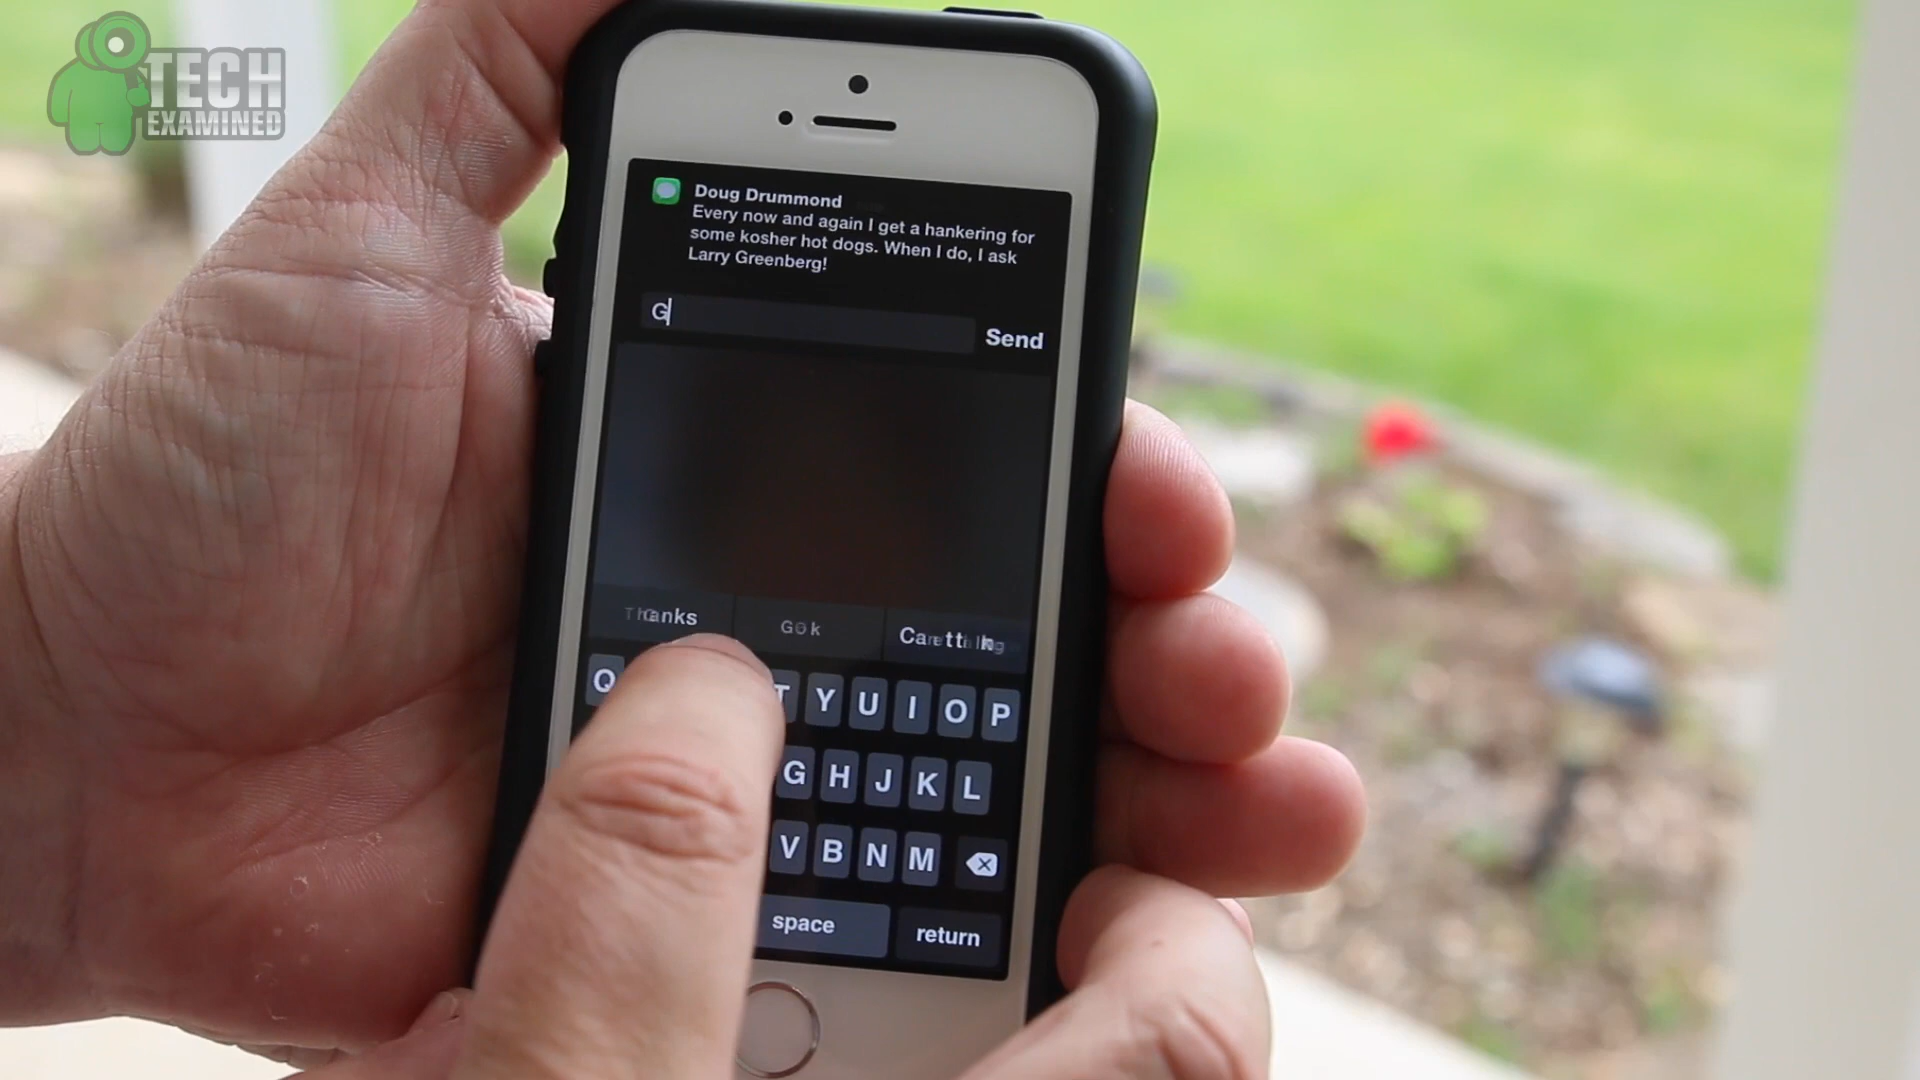 TECH
EXAMINED
Doug Drummond
Every now and again I get a hankering for
some kosher hot dogs. When I do, I ask
Larry Greenberg!
G
Send
Q T Y U I O P
G H J K L
V B N M
space return